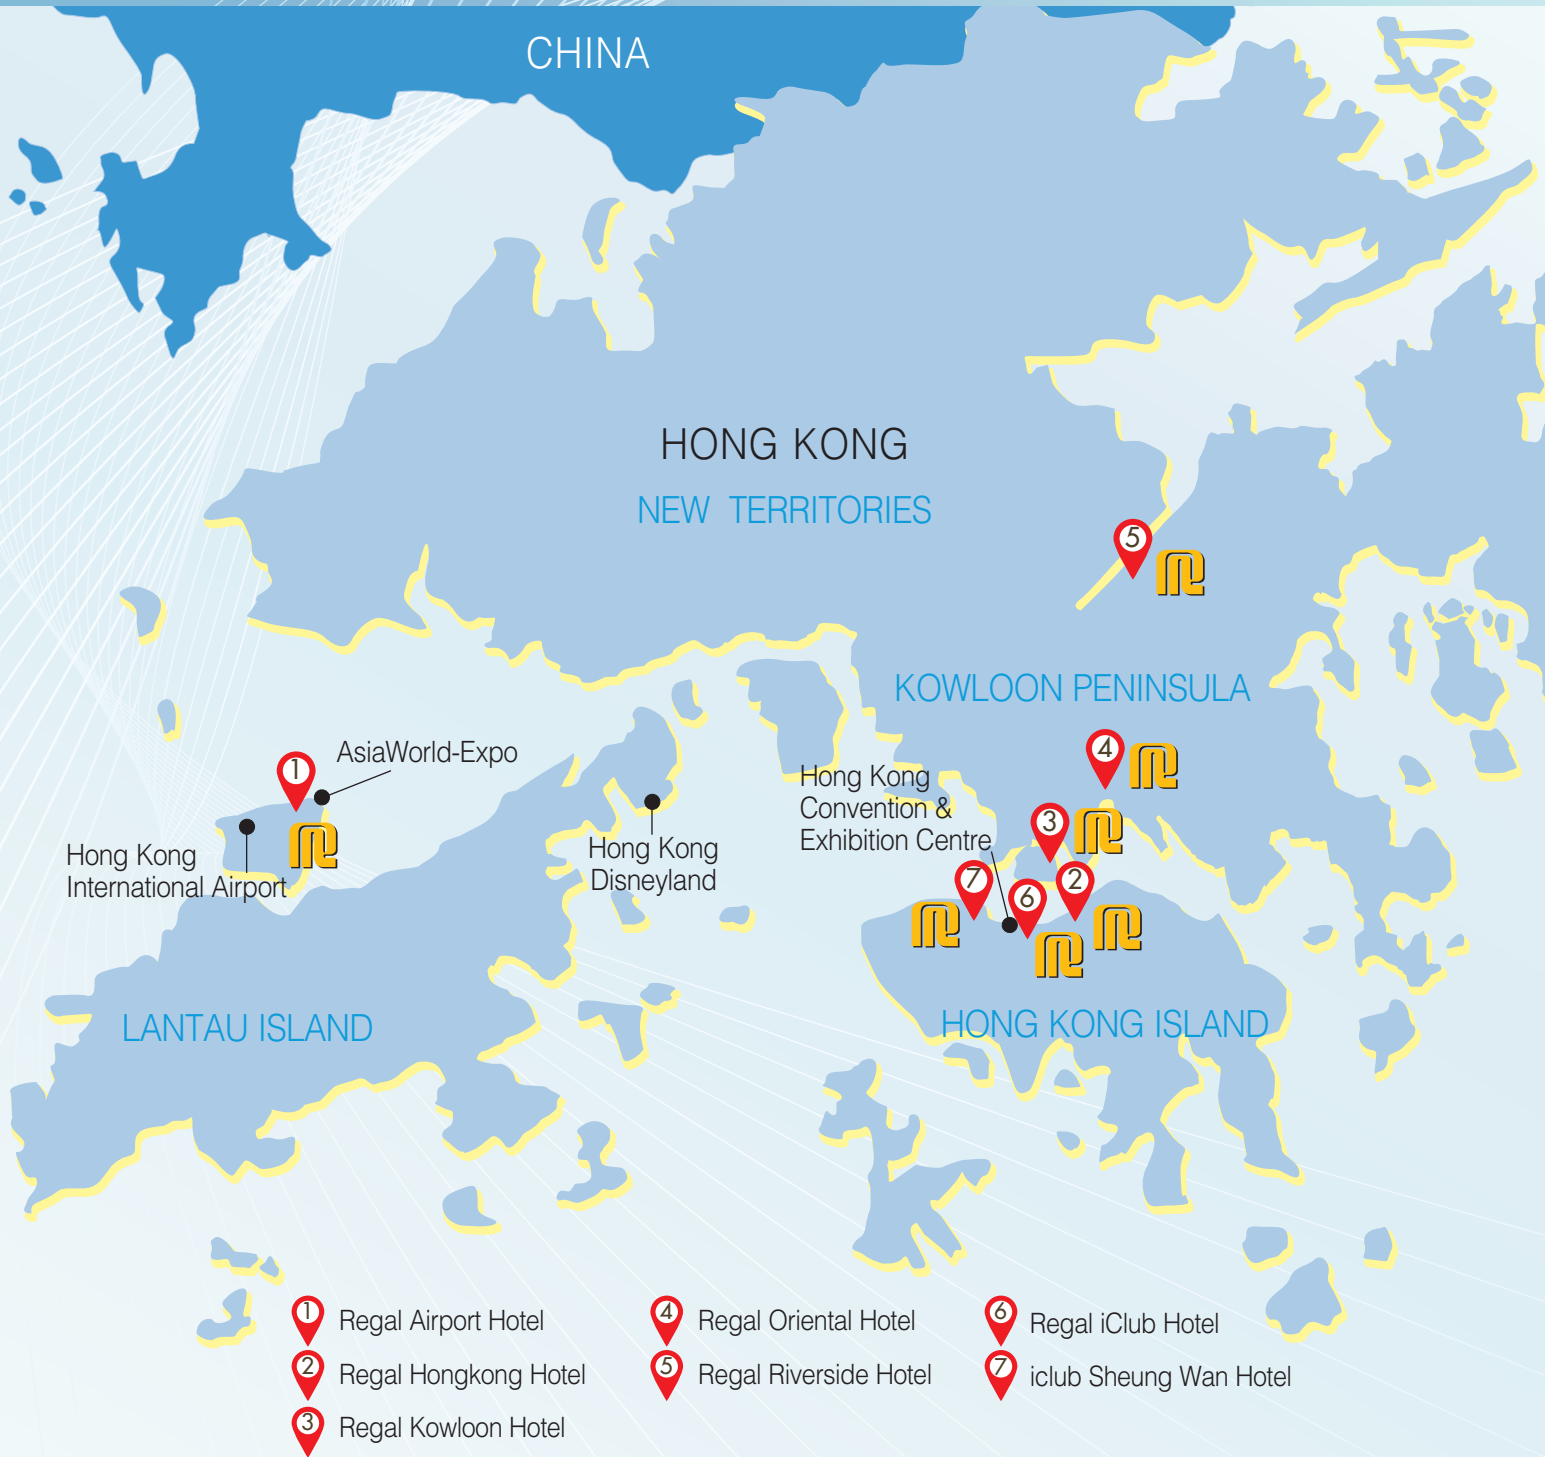 CHINA
HONG KONG
NEW TERRITORIES
5
KOWLOON PENINSULA
4
AsiaWorld-Expo
1
Hong Kong
Convention &
Exhibition Centre
3
Hong Kong
International Airport
Hong Kong
Disneyland
7
6
2
LANTAU ISLAND
HONG KONG ISLAND
1 Regal Airport Hotel
2 Regal Hongkong Hotel
3 Regal Kowloon Hotel
4 Regal Oriental Hotel
5 Regal Riverside Hotel
6 Regal iClub Hotel
7 iclub Sheung Wan Hotel